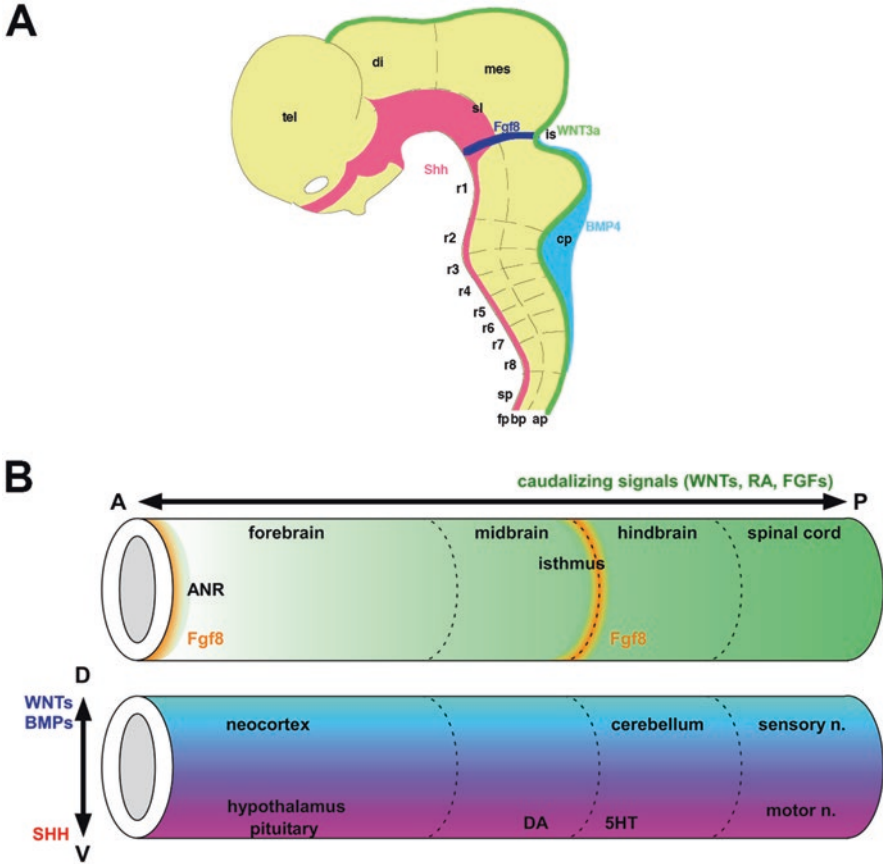 A
di
mes
tel
sl
Fgf8
is WNT3a
Shh
r1
BMP4
r2
cp
r3
r4
r5
r6
r7
r8
sp
fp bp ap
B
caudalizing signals (WNTs, RA, FGFs)
A
P
forebrain
midbrain
hindbrain
spinal cord
isthmus
ANR
Fgf8
Fgf8
D
WNTs
BMPs
neocortex
cerebellum
sensory n.
hypothalamus
pituitary
DA
5HT
motor n.
SHH
V